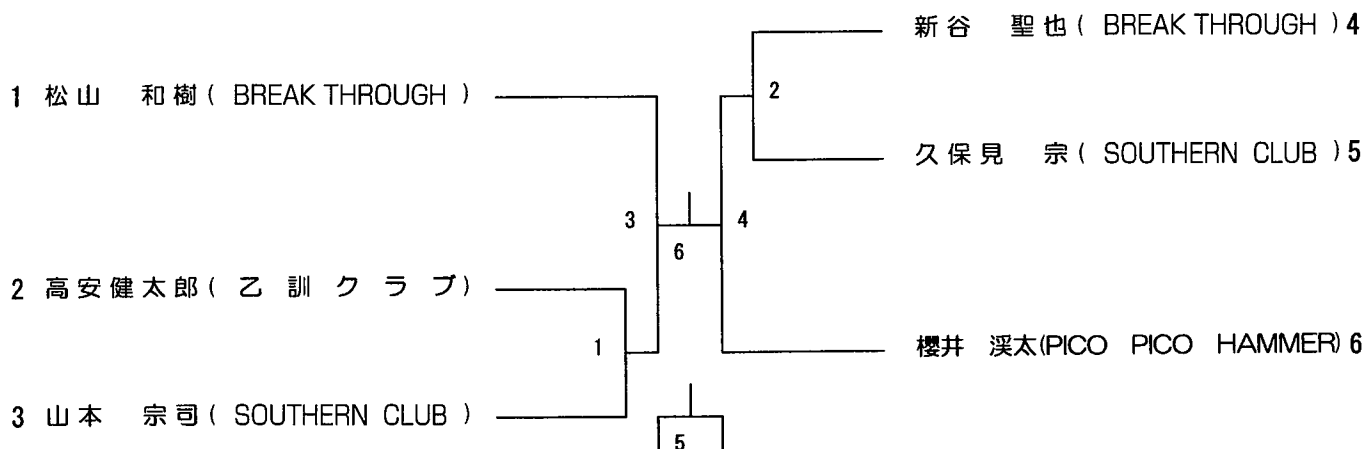 新谷 聖也( BREAK THROUGH )4
1 松山 和樹( BREAK THROUGH )
2
久保見 宗( SOUTHERN CLUB )5
3
4
6
2 高安健太郎( 乙訓クラブ)
1
櫻井 渓太(PICO PICO HAMMER)6
3 山本 宗司( SOUTHERN CLUB )
5